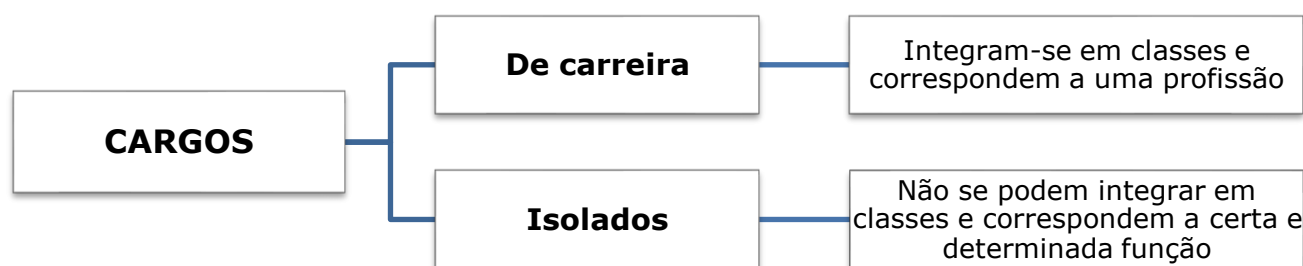 CARGOS
De carreira
Integram-se em classes e
correspondem a uma profissão
Isolados
Não se podem integrar em
classes e correspondem a certa e
determinada função